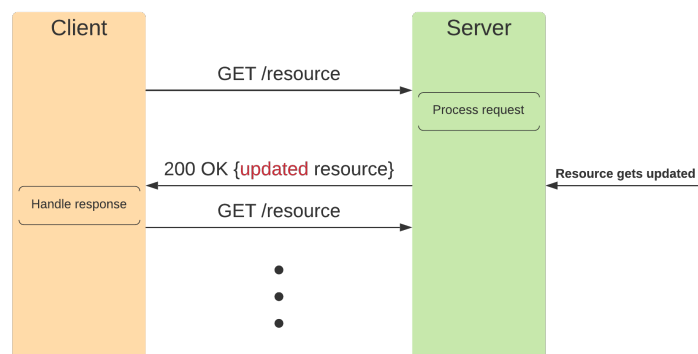 Client
Server
GET /resource
Process request
200 OK {updated resource}
Resource gets updated
Handle response
GET /resource